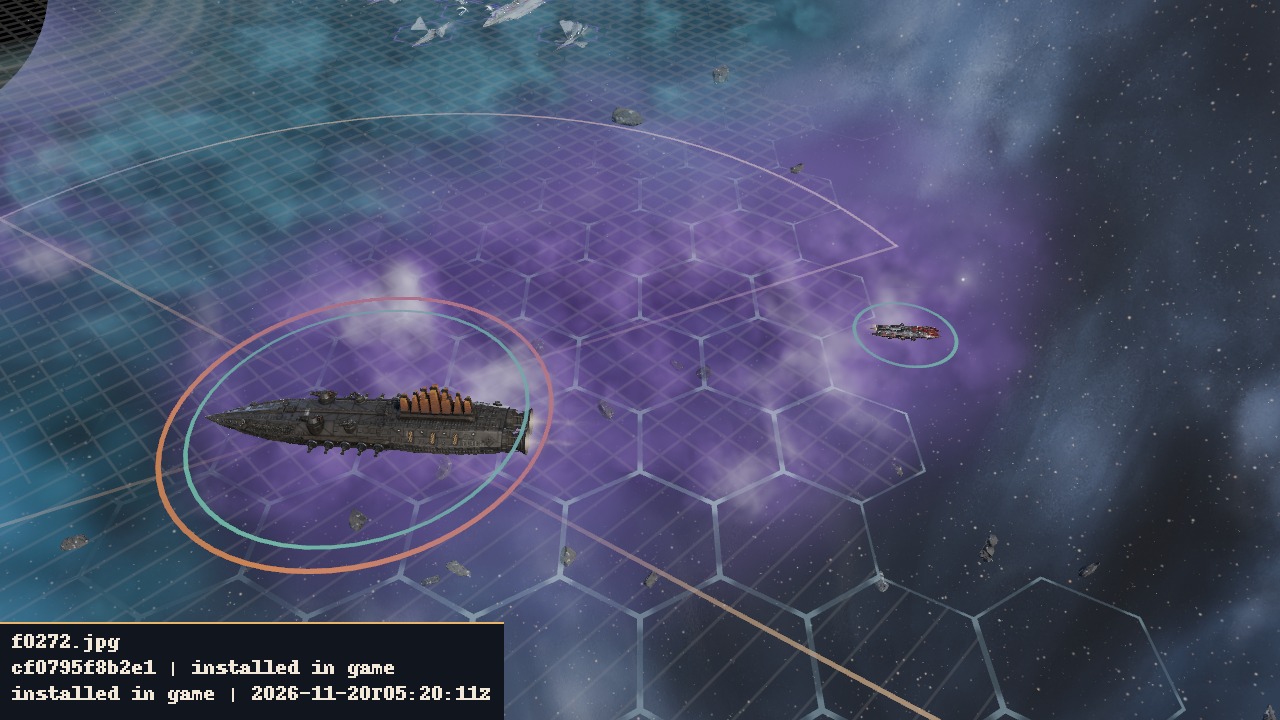 f0272.jpg
cf0795f8b2e1 | installed in game
installed in game | 2026-11-20T05:20:11Z